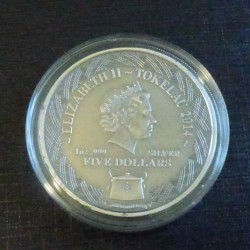 ~ ELIZABETH II ~ TOKELAU 2014 ~
1oz .999 SILVER
FIVE DOLLARS